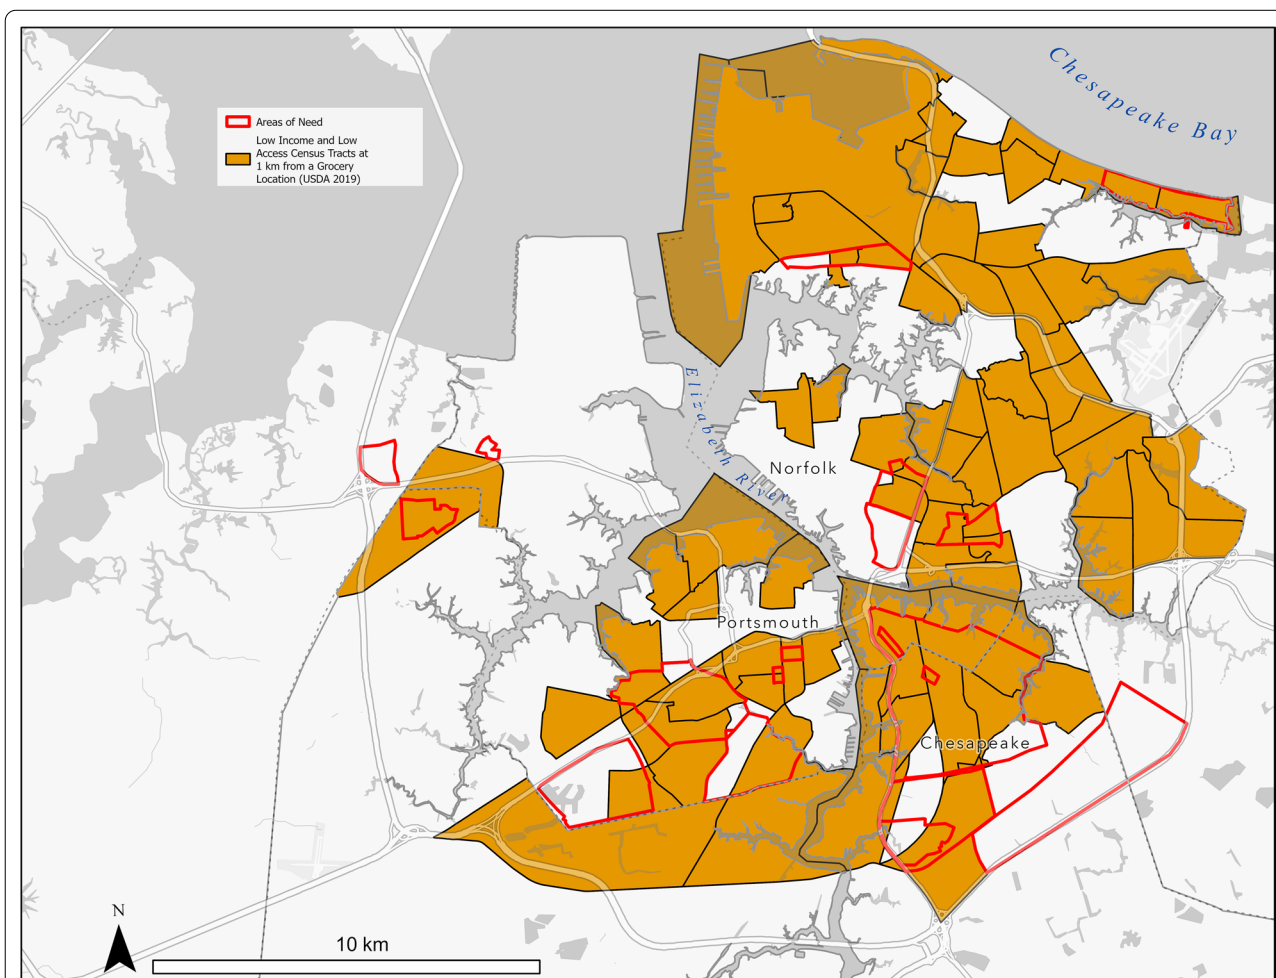 Chesapeake Bay
Areas of Need
Low Income and Low
Access Census Tracts at
1 km from a Grocery
Location (USDA 2019)
Elizabeth River
Norfolk
Portsmouth
Chesapeake
N
10 km